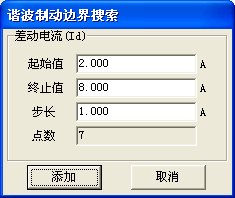 谐波制动边界搜索
差动电流(Id)
起始值 2.000 A
终止值 8.000 A
步长 1.000 A
点数 7
添加 取消